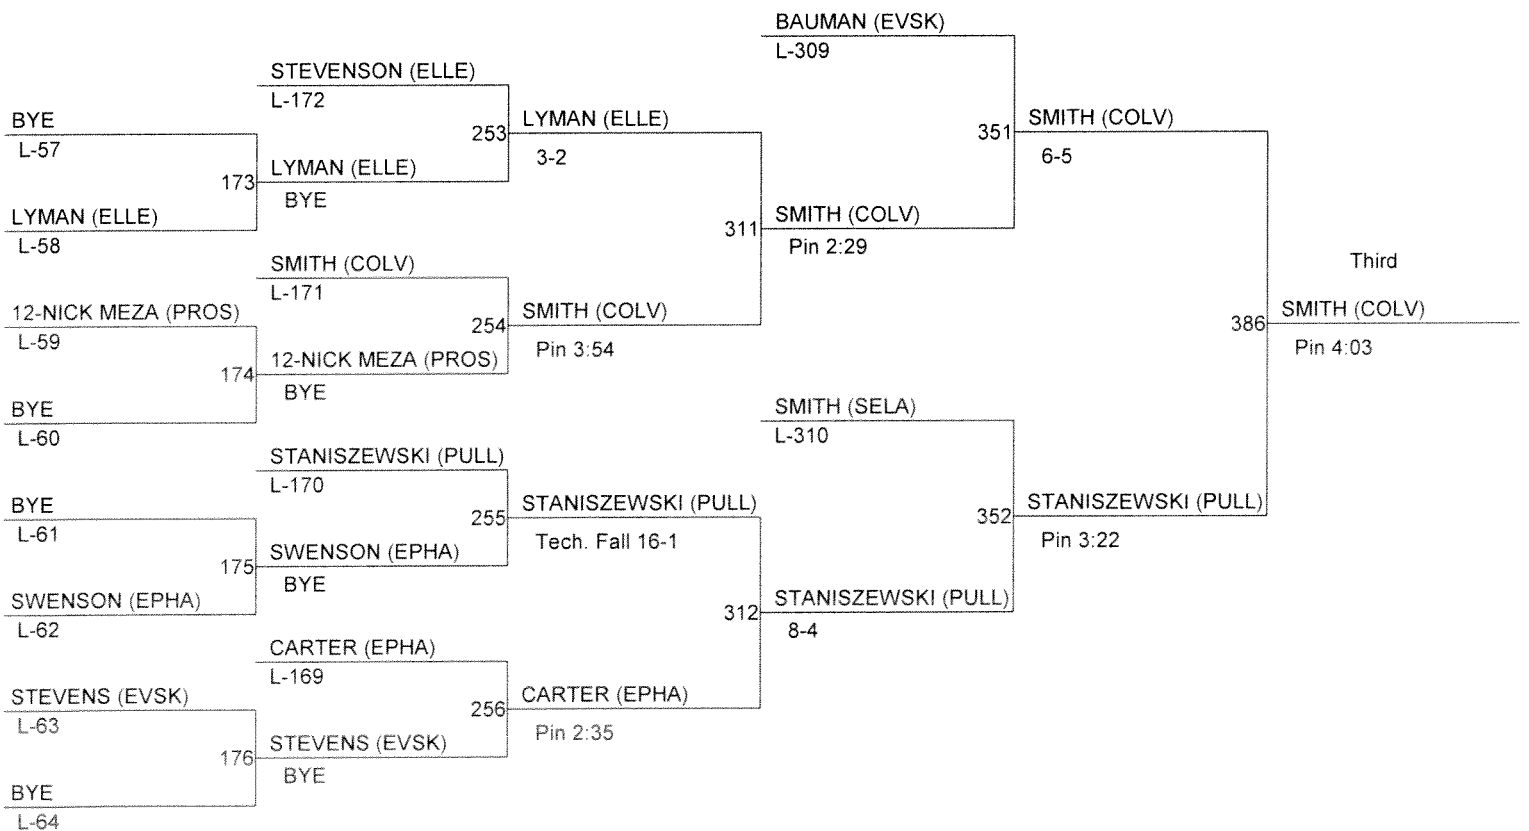 BAUMAN (EVSK)
L-309
STEVENSON (ELLE)
L-172
BYE
L-57
253
LYMAN (ELLE)
3-2
351
SMITH (COLV)
6-5
173
LYMAN (ELLE)
BYE
LYMAN (ELLE)
L-58
311
SMITH (COLV)
Pin 2:29
SMITH (COLV)
L-171
Third
12-NICK MEZA (PROS)
L-59
254
SMITH (COLV)
Pin 3:54
386
SMITH (COLV)
Pin 4:03
174
12-NICK MEZA (PROS)
BYE
BYE
L-60
SMITH (SELA)
L-310
STANISZEWSKI (PULL)
L-170
BYE
L-61
255
STANISZEWSKI (PULL)
Tech. Fall 16-1
352
STANISZEWSKI (PULL)
Pin 3:22
175
SWENSON (EPHA)
BYE
SWENSON (EPHA)
L-62
312
STANISZEWSKI (PULL)
8-4
CARTER (EPHA)
L-169
STEVENS (EVSK)
L-63
256
CARTER (EPHA)
Pin 2:35
176
STEVENS (EVSK)
BYE
BYE
L-64